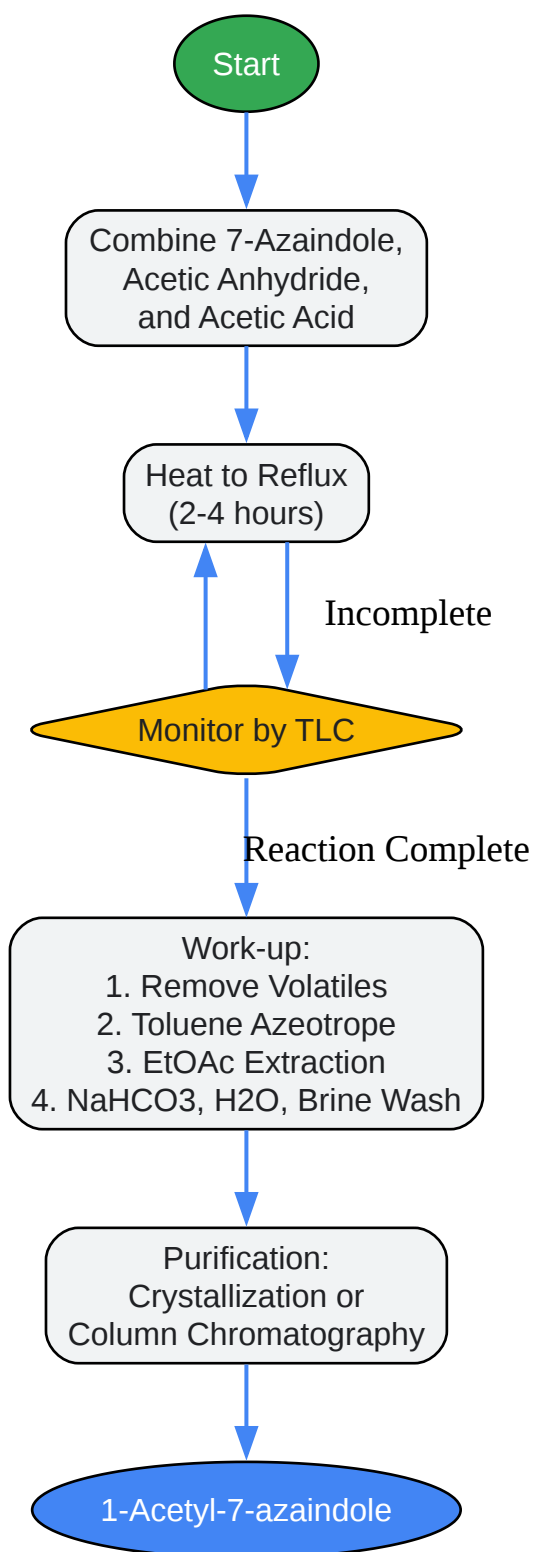 Start
Combine 7-Azaindole,
Acetic Anhydride,
and Acetic Acid
Heat to Reflux
(2-4 hours)
Incomplete
Monitor by TLC
Reaction Complete
Work-up:
1. Remove Volatiles
2. Toluene Azeotrope
3. EtOAc Extraction
4. NaHCO3, H2O, Brine Wash
Purification:
Crystallization or
Column Chromatography
1-Acetyl-7-azaindole